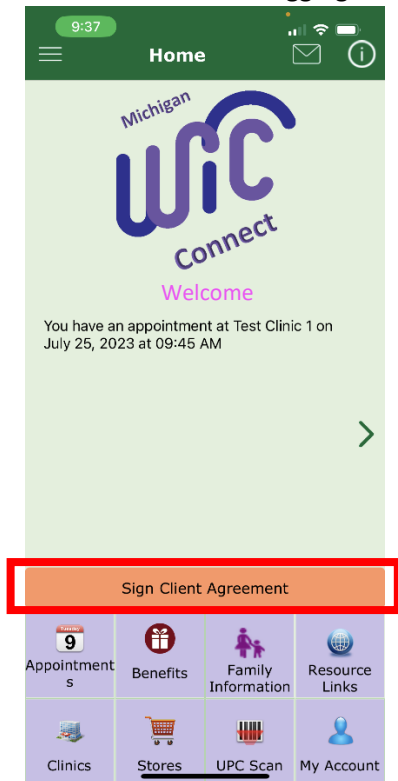 9:37
Home
Michigan
WIC
Connect
Welcome
You have an appointment at Test Clinic 1 on
July 25, 2023 at 09:45 AM
Sign Client Agreement
9
Appointment
s
Benefits
Family
Information
Resource
Links
Clinics
Stores
UPC Scan
My Account